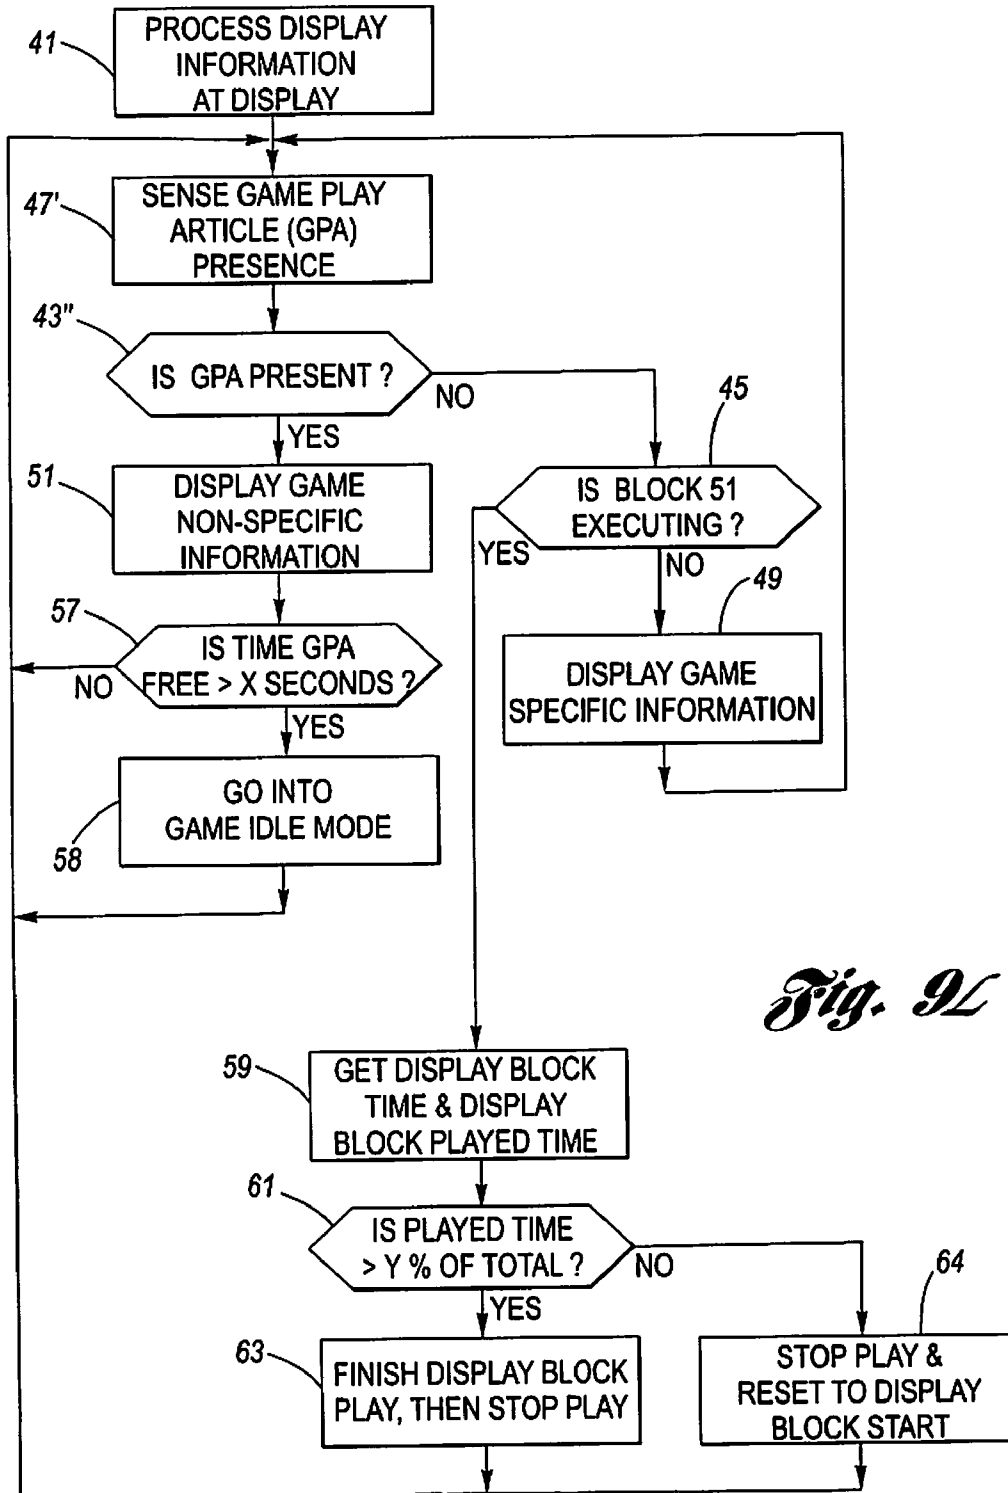 41
PROCESS DISPLAY
INFORMATION
AT DISPLAY
47'
SENSE GAME PLAY
ARTICLE (GPA)
PRESENCE
43"
IS GPA PRESENT ?
NO
YES
45
IS BLOCK 51
EXECUTING ?
YES
NO
51
DISPLAY GAME
NON-SPECIFIC
INFORMATION
49
DISPLAY GAME
SPECIFIC INFORMATION
57
IS TIME GPA
FREE > X SECONDS ?
NO
YES
58
GO INTO
GAME IDLE MODE
Fig. 9L
59
GET DISPLAY BLOCK
TIME & DISPLAY
BLOCK PLAYED TIME
61
IS PLAYED TIME
> Y % OF TOTAL ?
NO
YES
63
FINISH DISPLAY BLOCK
PLAY, THEN STOP PLAY
64
STOP PLAY &
RESET TO DISPLAY
BLOCK START